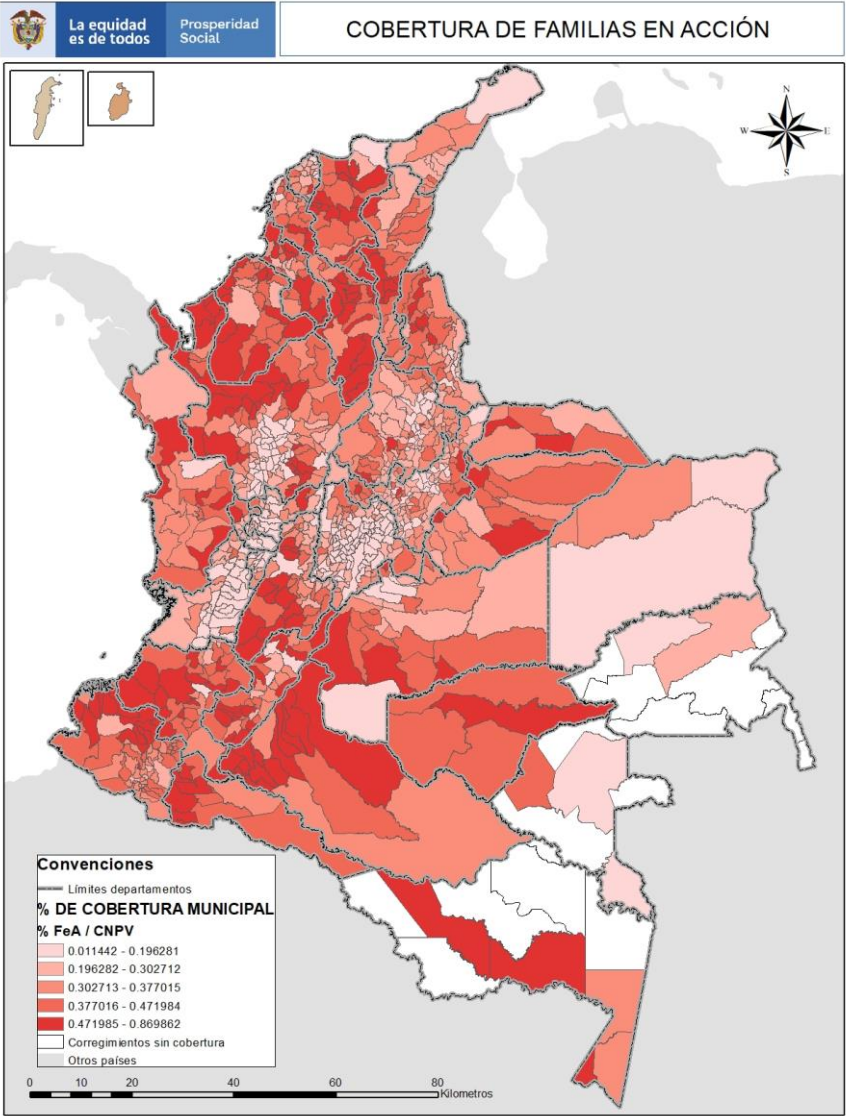 La equidad
es de todos
Prosperidad
Social
COBERTURA DE FAMILIAS EN ACCIÓN
N
W
E
S
Convenciones
Límites departamentos
% DE COBERTURA MUNICIPAL
% FeA / CNPV
0.011442 - 0.196281
0.196282 - 0.302712
0.302713 - 0.377015
0.377016 - 0.471984
0.471985 - 0.869862
Corregimientos sin cobertura
Otros países
0 10 20 40 60 80
Kilometros